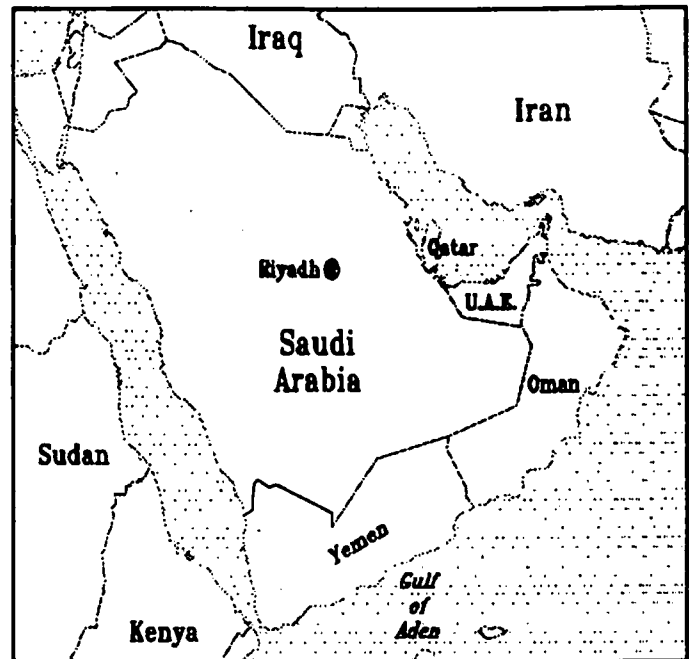 Iraq
Iran
Qatar
Riyadh
U.A.E.
Saudi
Arabia
Oman
Sudan
Yemen
Gulf
of
Aden
Kenya